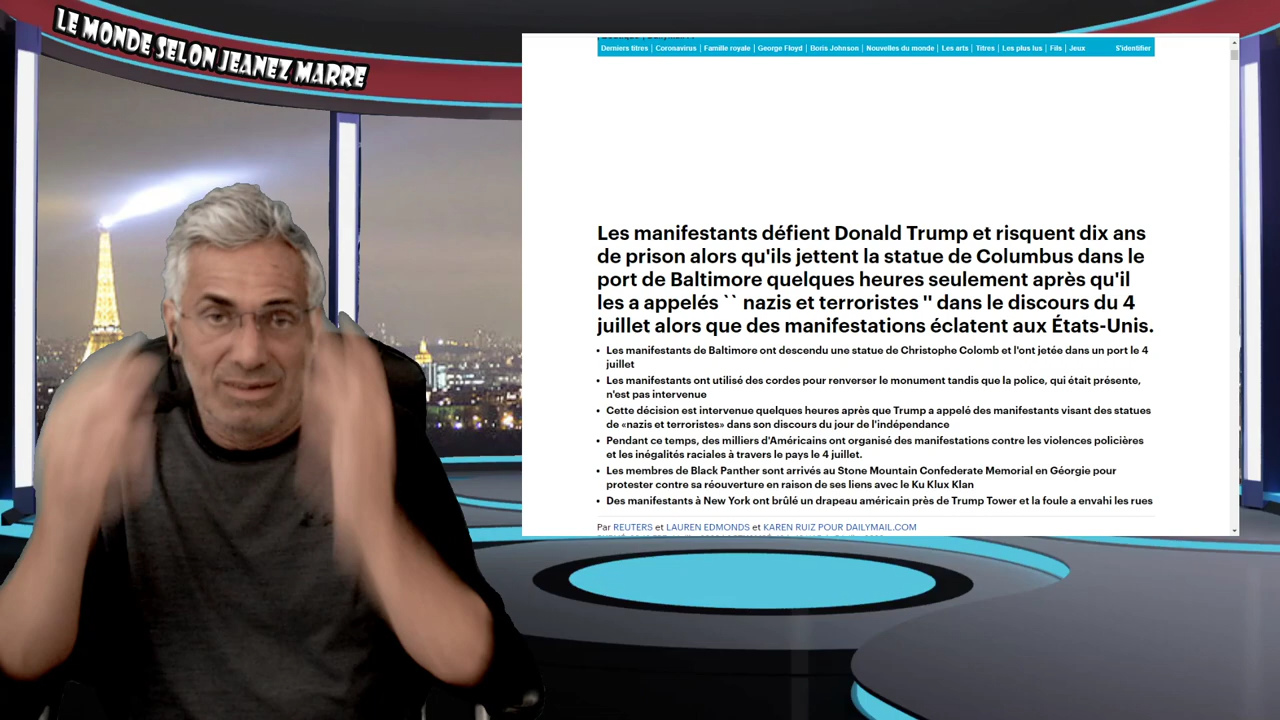 LE MONDE SELON JEANEZ MARRE
Derniers titres | Coronavirus | Famille royale | George Floyd | Boris Johnson | Nouvelles du monde | Les arts | Titres | Les plus lus | Fils | Jeux S'identifier
Les manifestants défient Donald Trump et risquent dix ans
de prison alors qu'ils jettent la statue de Columbus dans le
port de Baltimore quelques heures seulement après qu'il
les a appelés `` nazis et terroristes '' dans le discours du 4
juillet alors que des manifestations éclatent aux États-Unis.
• Les manifestants de Baltimore ont descendu une statue de Christophe Colomb et l'ont jetée dans un port le 4
juillet
• Les manifestants ont utilisé des cordes pour renverser le monument tandis que la police, qui était présente,
n'est pas intervenue
• Cette décision est intervenue quelques heures après que Trump a appelé des manifestants visant des statues
de «nazis et terroristes» dans son discours du jour de l'indépendance
• Pendant ce temps, des milliers d'Américains ont organisé des manifestations contre les violences policières
et les inégalités raciales à travers le pays le 4 juillet.
• Les membres de Black Panther sont arrivés au Stone Mountain Confederate Memorial en Géorgie pour
protester contre sa réouverture en raison de ses liens avec le Ku Klux Klan
• Des manifestants à New York ont brûlé un drapeau américain près de Trump Tower et la foule a envahi les rues
Par REUTERS et LAUREN EDMONDS et KAREN RUIZ POUR DAILYMAIL.COM